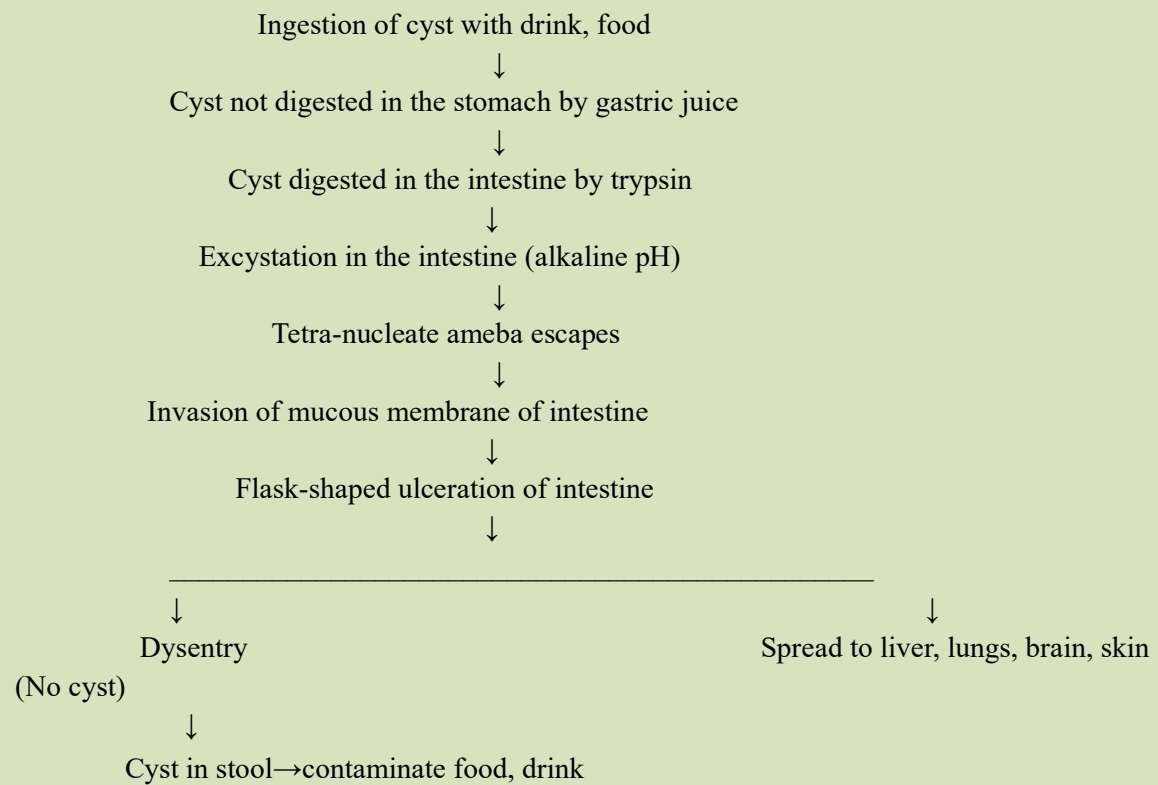 Ingestion of cyst with drink, food
↓
Cyst not digested in the stomach by gastric juice
↓
Cyst digested in the intestine by trypsin
↓
Excystation in the intestine (alkaline pH)
↓
Tetra-nucleate ameba escapes
↓
Invasion of mucous membrane of intestine
↓
Flask-shaped ulceration of intestine
↓
↓ ↓
Dysentry Spread to liver, lungs, brain, skin
(No cyst)
↓
Cyst in stool→contaminate food, drink